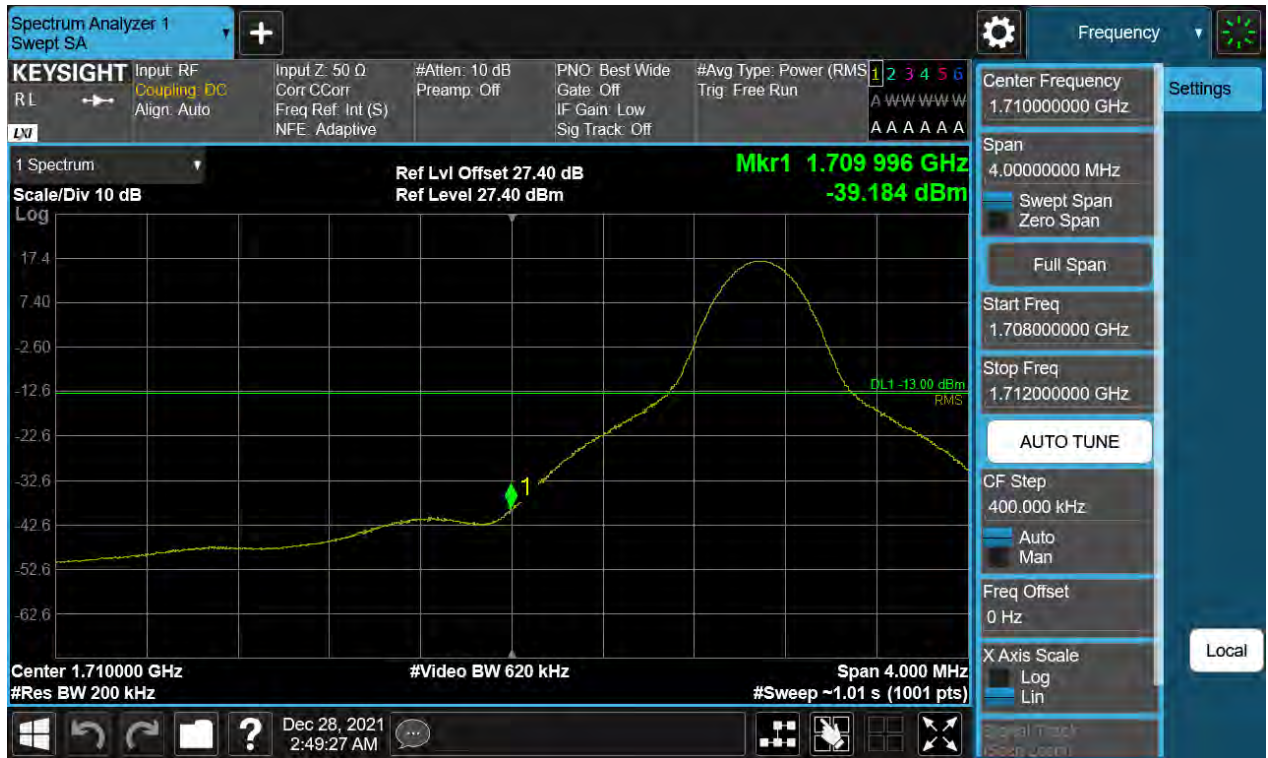 Spectrum Analyzer 1
Swept SA
+
Frequency
KEYSIGHT
RL
LXI
Input: RF
Coupling: DC
Align: Auto
Input Z: 50 Ω
Corr CCorr
Freq Ref: Int (S)
NFE: Adaptive
#Atten: 10 dB
Preamp: Off
PNO: Best Wide
Gate: Off
IF Gain: Low
Sig Track: Off
#Avg Type: Power (RMS
Trig: Free Run
1 2 3 4 5 6
A W W W W W
A A A A A A
1 Spectrum
Scale/Div 10 dB
Log
Ref Lvl Offset 27.40 dB
Ref Level 27.40 dBm
Mkr1 1.709 996 GHz
-39.184 dBm
17.4
7.40
-2.60
-12.6
-22.6
-32.6
-42.6
-52.6
-62.6
DL1 -13.00 dBm
RMS
1
Center 1.710000 GHz
#Res BW 200 kHz
#Video BW 620 kHz
Span 4.000 MHz
#Sweep ~1.01 s (1001 pts)
Center Frequency
1.710000000 GHz
Span
4.00000000 MHz
Swept Span
Zero Span
Full Span
Start Freq
1.708000000 GHz
Stop Freq
1.712000000 GHz
AUTO TUNE
CF Step
400.000 kHz
Auto
Man
Freq Offset
0 Hz
X Axis Scale
Log
Lin
Signal Track
(Span Zoom)
Settings
Local
?
Dec 28, 2021
2:49:27 AM